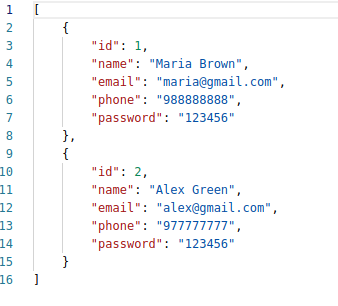 1 [
2 {
3 "id": 1,
4 "name": "Maria Brown",
5 "email": "maria@gmail.com",
6 "phone": "988888888",
7 "password": "123456"
8 },
9 {
10 "id": 2,
11 "name": "Alex Green",
12 "email": "alex@gmail.com",
13 "phone": "977777777",
14 "password": "123456"
15 }
16 ]